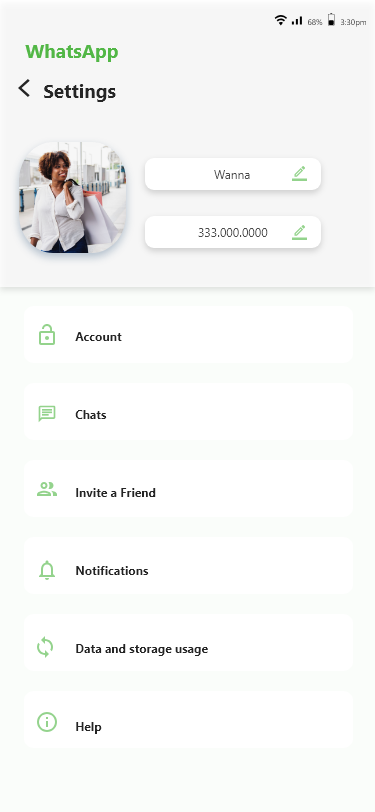 68% 3:30pm
WhatsApp
Settings
Wanna
333.000.0000
Account
Chats
Invite a Friend
Notifications
Data and storage usage
Help